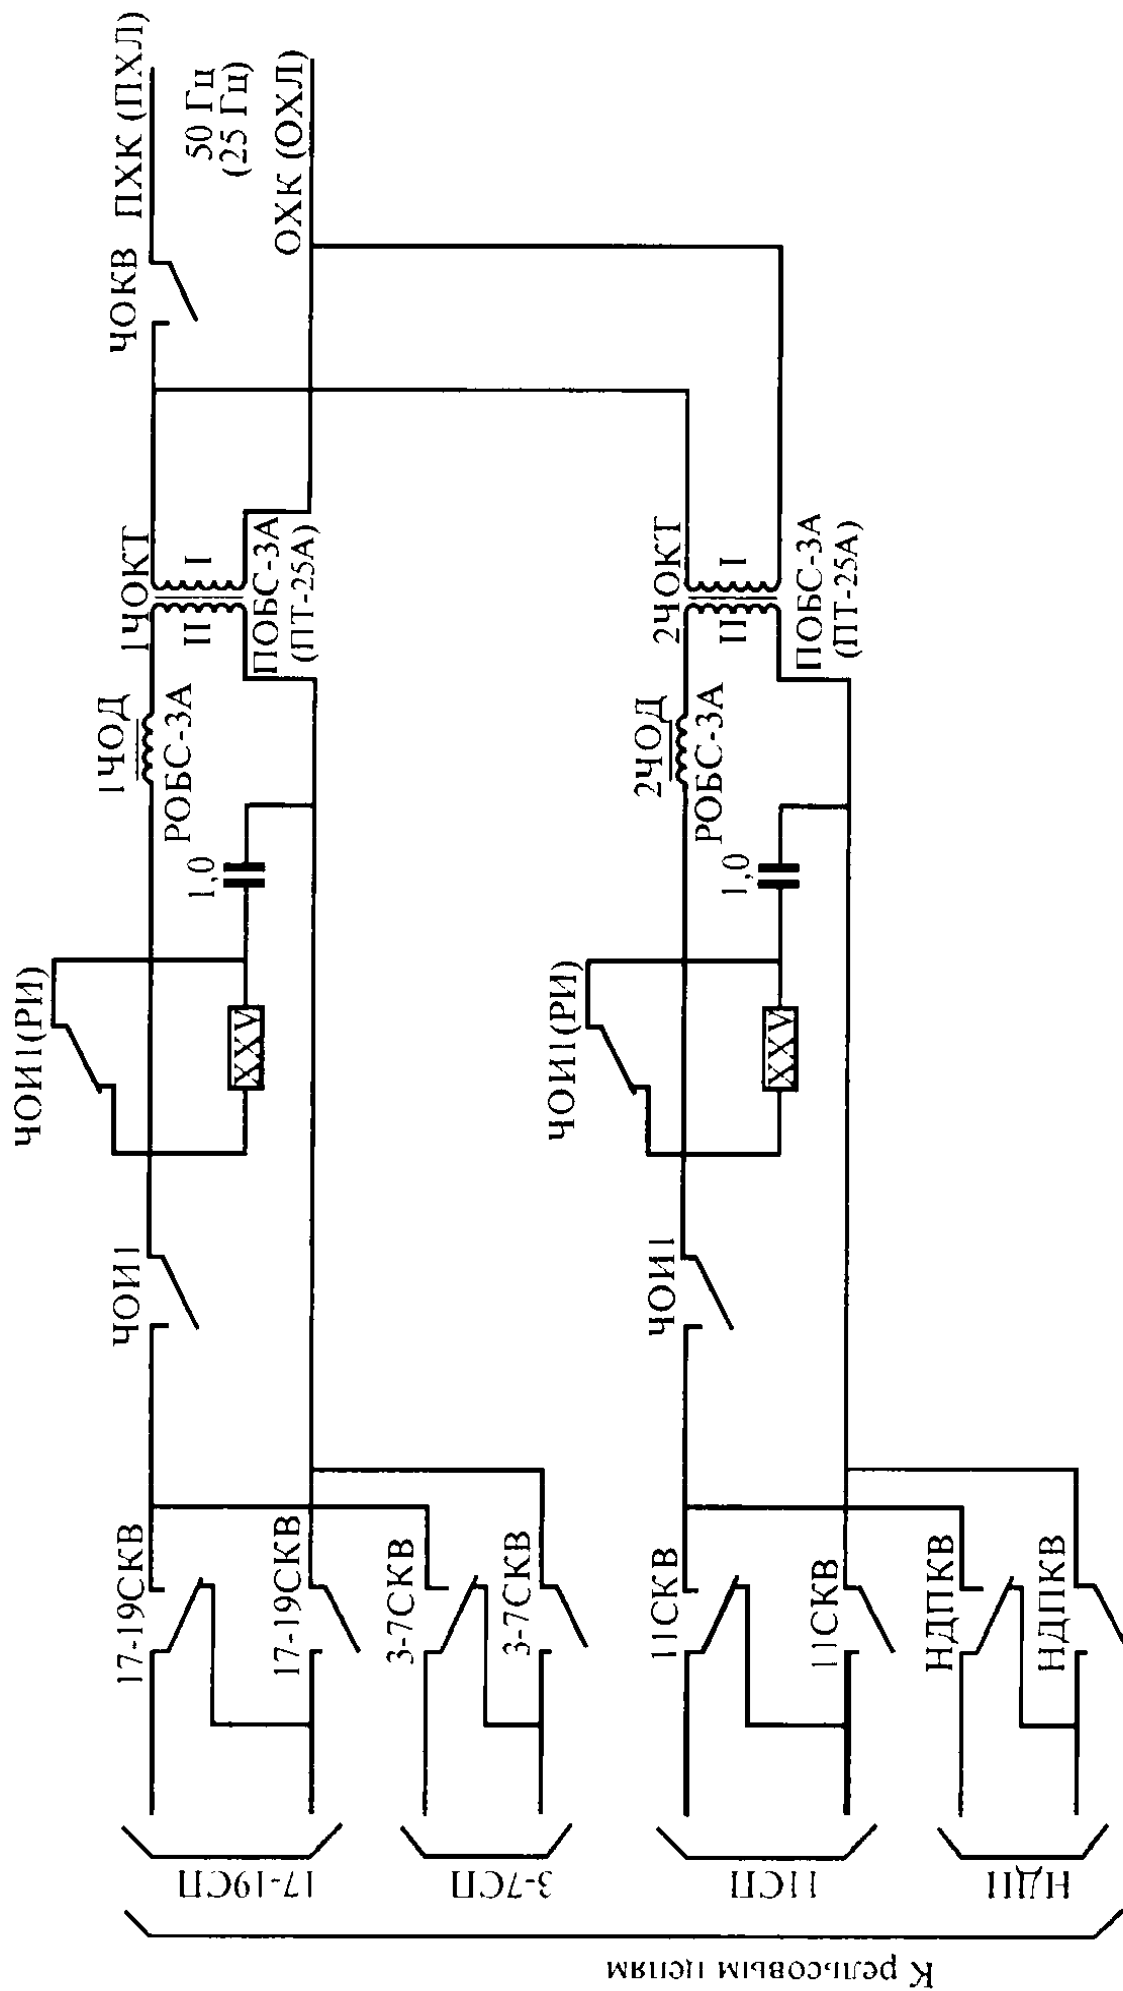 ЧОКВ
ПХК (ПХЛ)
50 Гц
(25 Гц)
ОХК (ОХЛ)
1ЧОКТ
II
I
ПОБС-3А
(ПТ-25А)
1ЧОД
РОБС-3А
1,0
ЧОИ1(РИ)
XXV
ЧОИ1
17-19СКВ
17-19СКВ
3-7СКВ
3-7СКВ
2ЧОКТ
II
I
ПОБС-3А
(ПТ-25А)
2ЧОД
РОБС-3А
1,0
ЧОИ1(РИ)
XXV
ЧОИ1
11СКВ
11СКВ
НДПКВ
НДПКВ
17-19СП
3-7СП
11СП
НДП
К рельсовым цепям